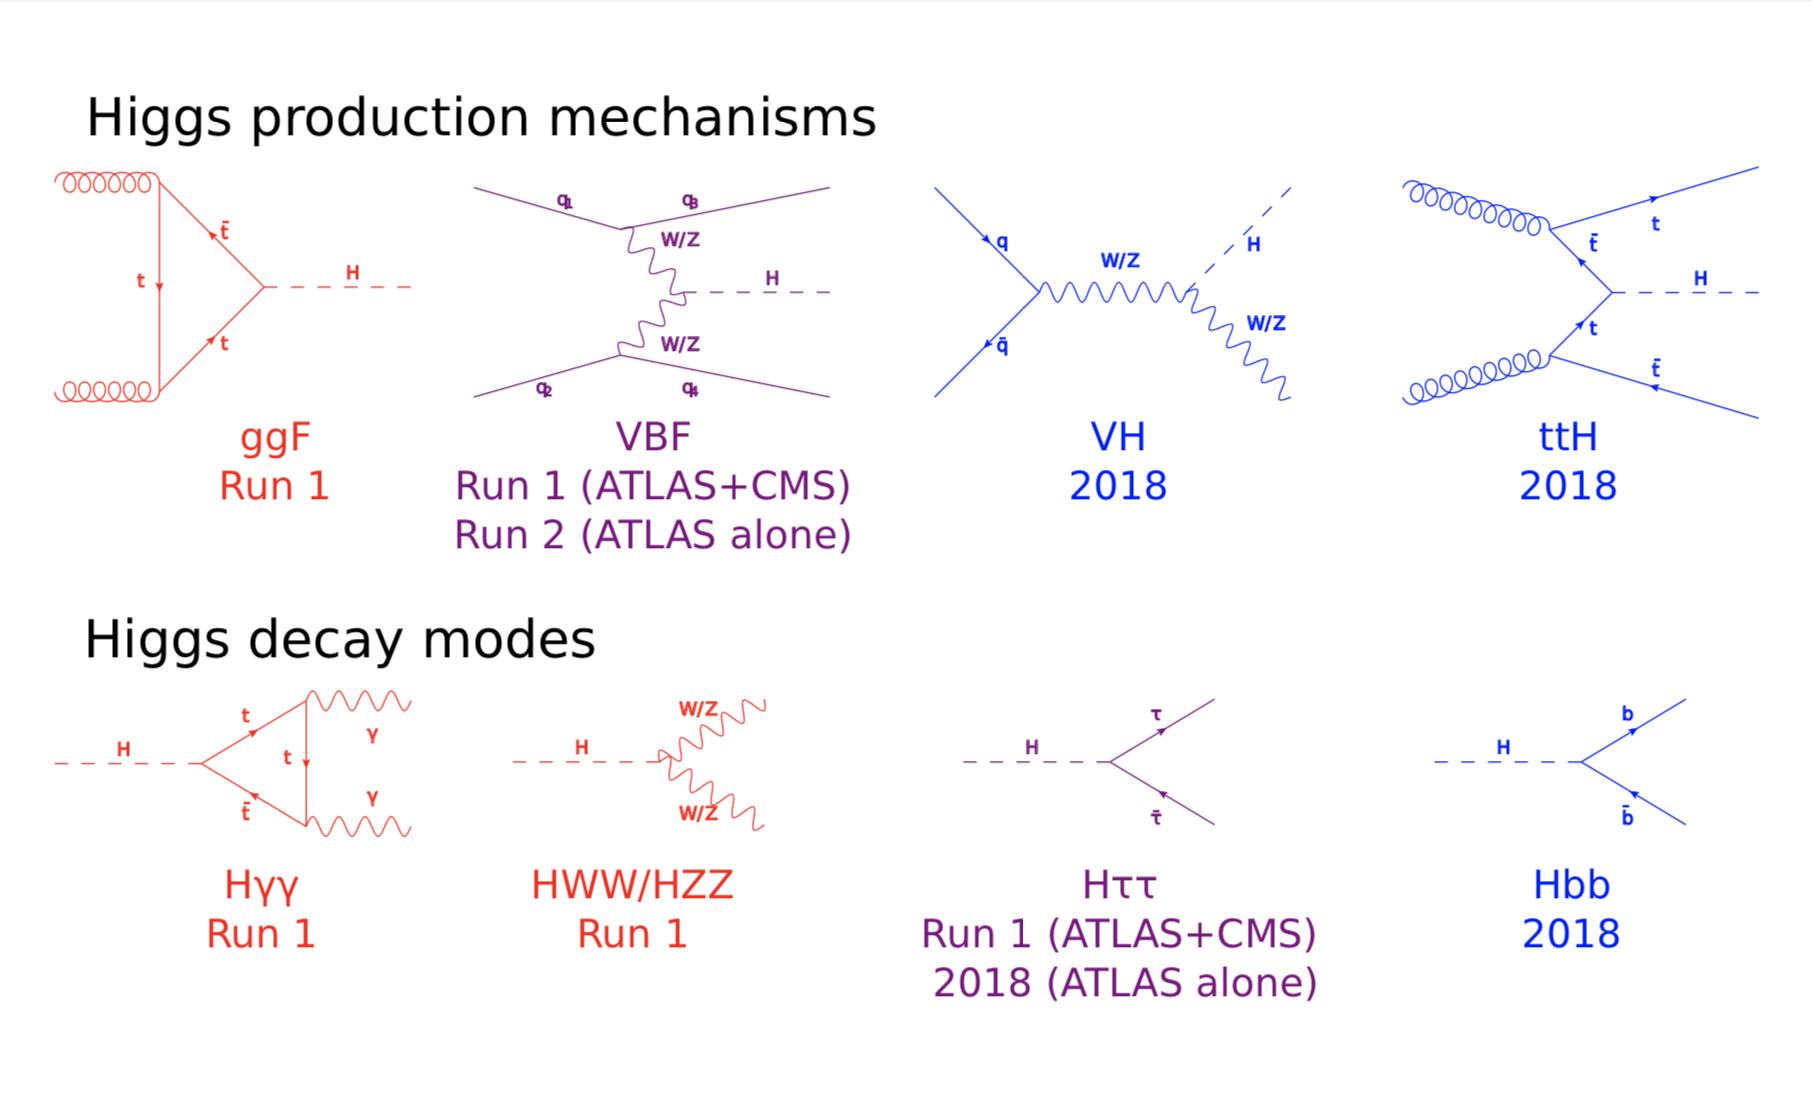 Higgs production mechanisms
t
t̄
t
H
ggF
Run 1
q1
q3
W/Z
H
W/Z
q2
q4
VBF
Run 1 (ATLAS+CMS)
Run 2 (ATLAS alone)
q
q̄
W/Z
H
W/Z
VH
2018
t
t̄
H
t
t̄
ttH
2018
Higgs decay modes
H
t
t
t̄
γ
γ
Hγγ
Run 1
H
W/Z
W/Z
HWW/HZZ
Run 1
H
τ
τ̄
Hττ
Run 1 (ATLAS+CMS)
2018 (ATLAS alone)
H
b
b̄
Hbb
2018